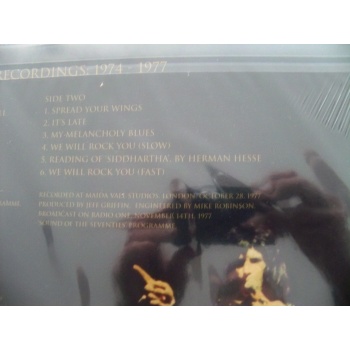 RECORDINGS: 1974 - 1977
SIDE TWO
1. SPREAD YOUR WINGS
2. IT'S LATE
3. MY MELANCHOLY BLUES
4. WE WILL ROCK YOU (SLOW)
5. READING OF 'SIDDHARTHA', BY HERMAN HESSE
6. WE WILL ROCK YOU (FAST)
RECORDED AT MAIDA VALE STUDIOS, LONDON, OCTOBER 28, 1977
PRODUCED BY JEFF GRIFFIN, ENGINEERED BY MIKE ROBINSON
BROADCAST ON RADIO ONE, NOVEMBER 14TH, 1977
SOUND OF THE SEVENTIES' PROGRAMME